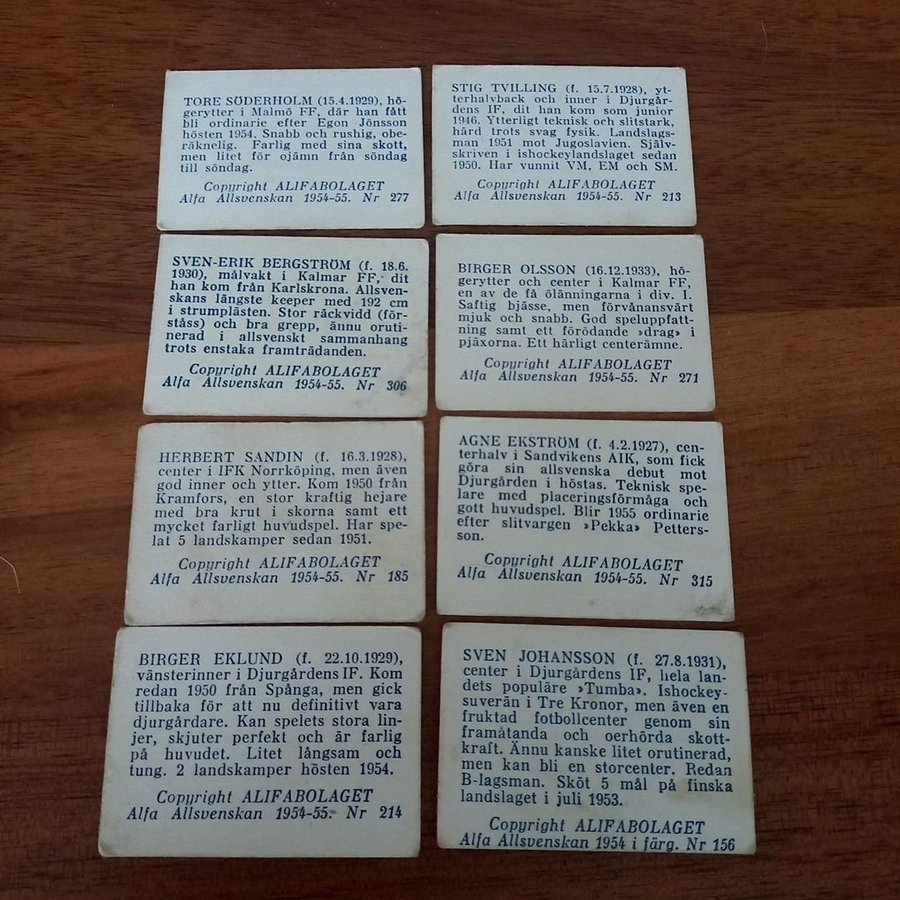 TORE SÖDERHOLM (15.4.1929), hö-
gerytter i Malmö FF, där han fått
bli ordinarie efter Egon Jönsson
hösten 1954. Snabb och rushig, obe-
räknelig. Farlig med sina skott,
men litet för ojämn från söndag
till söndag.
Copyright ALIFABOLAGET
Alfa Allsvenskan 1954-55. Nr 277
STIG TVILLING (f. 15.7.1928), yt-
terhalvback och inner i Djurgår-
dens IF, dit han kom som junior
1946. Ytterligt teknisk och slitstark,
hård trots svag fysik. Landslags-
man 1951 mot Jugoslavien. Själv-
skriven i ishockeylandslaget sedan
1950. Har vunnit VM, EM och SM.
Copyright ALIFABOLAGET
Alfa Allsvenskan 1954-55. Nr 213
SVEN-ERIK BERGSTRÖM (f. 18.6.
1930), målvakt i Kalmar FF, dit
han kom från Karlskrona. Allsven-
skans längste keeper med 192 cm
i strumplästen. Stor räckvidd (för-
ståss) och bra grepp, ännu oruti-
nerad i allsvenskt sammanhang
trots enstaka framträdanden.
Copyright ALIFABOLAGET
Alfa Allsvenskan 1954-55. Nr 306
BIRGER OLSSON (16.12.1933), hö-
gerytter och center i Kalmar FF,
en av de få ölänningarna i div. I.
Saftig bjässe, men förvånansvärt
mjuk och snabb. God speluppfatt-
ning samt ett förödande »drag» i
pjäxorna. Ett härligt centerämne.
Copyright ALIFABOLAGET
Alfa Allsvenskan 1954-55. Nr 271
HERBERT SANDIN (f. 16.3.1928),
center i IFK Norrköping, men även
god inner och ytter. Kom 1950 från
Kramfors, en stor kraftig hejare
med bra krut i skorna samt ett
mycket farligt huvudspel. Har spe-
lat 5 landskamper sedan 1951.
Copyright ALIFABOLAGET
Alfa Allsvenskan 1954-55. Nr 185
AGNE EKSTRÖM (f. 4.2.1927), cen-
terhalv i Sandvikens AIK, som fick
göra sin allsvenska debut mot
Djurgården i höstas. Teknisk spe-
lare med placeringsförmåga och
gott huvudspel. Blir 1955 ordinarie
efter slitvargen »Pekka» Petters-
son.
Copyright ALIFABOLAGET
Alfa Allsvenskan 1954-55. Nr 315
BIRGER EKLUND (f. 22.10.1929),
vänsterinner i Djurgårdens IF. Kom
redan 1950 från Spånga, men gick
tillbaka för att nu definitivt vara
djurgårdare. Kan spelets stora lin-
jer, skjuter perfekt och är farlig
på huvudet. Litet långsam och
tung. 2 landskamper hösten 1954.
Copyright ALIFABOLAGET
Alfa Allsvenskan 1954-55. Nr 214
SVEN JOHANSSON (f. 27.8.1931),
center i Djurgårdens IF, hela lan-
dets populäre »Tumba». Ishockey-
suverän i Tre Kronor, men även en
fruktad fotbollcenter genom sin
framåtanda och oerhörda skott-
kraft. Ännu kanske litet orutinerad,
men kan bli en storcenter. Redan
B-lagsman. Sköt 5 mål på finska
landslaget i juli 1953.
Copyright ALIFABOLAGET
Alfa Allsvenskan 1954 i färg. Nr 156